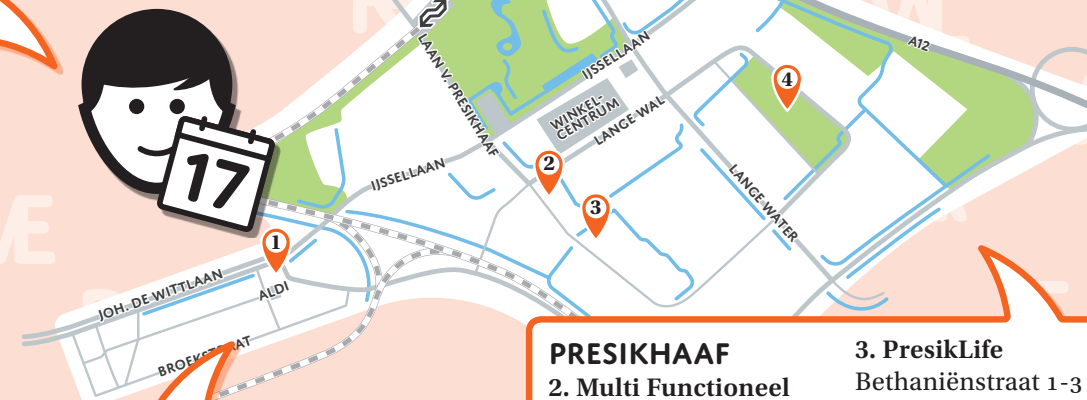 A12
LAAN V. PRESIKHAAF
IJSSELLAAN
WINKEL-
CENTRUM
LANGE WAL
4
17
2
IJSSELLAAN
3
LANGE WATER
1
JOH. DE WITTLAAN
ALDI
PRESIKHAAF
2. Multi Functioneel
3. PresikLife
Bethaniënstraat 1-3